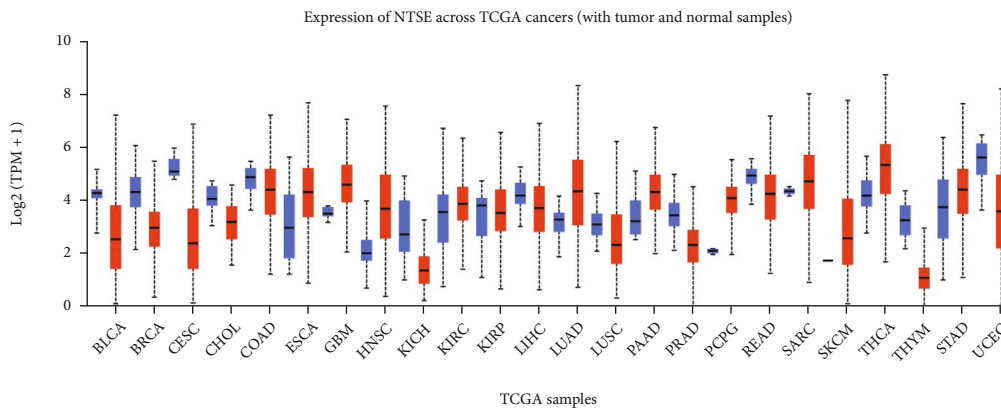 Expression of NTSE across TCGA cancers (with tumor and normal samples)
Log2 (TPM + 1)
10
8
6
4
2
0
BLCA BRCA CESC CHOL COAD ESCA GBM HNSC KICH KIRC KIRP LIHC LUAD LUSC PAAD PRAD PCPG READ SARC SKCM THCA THYM STAD UCEC
TCGA samples